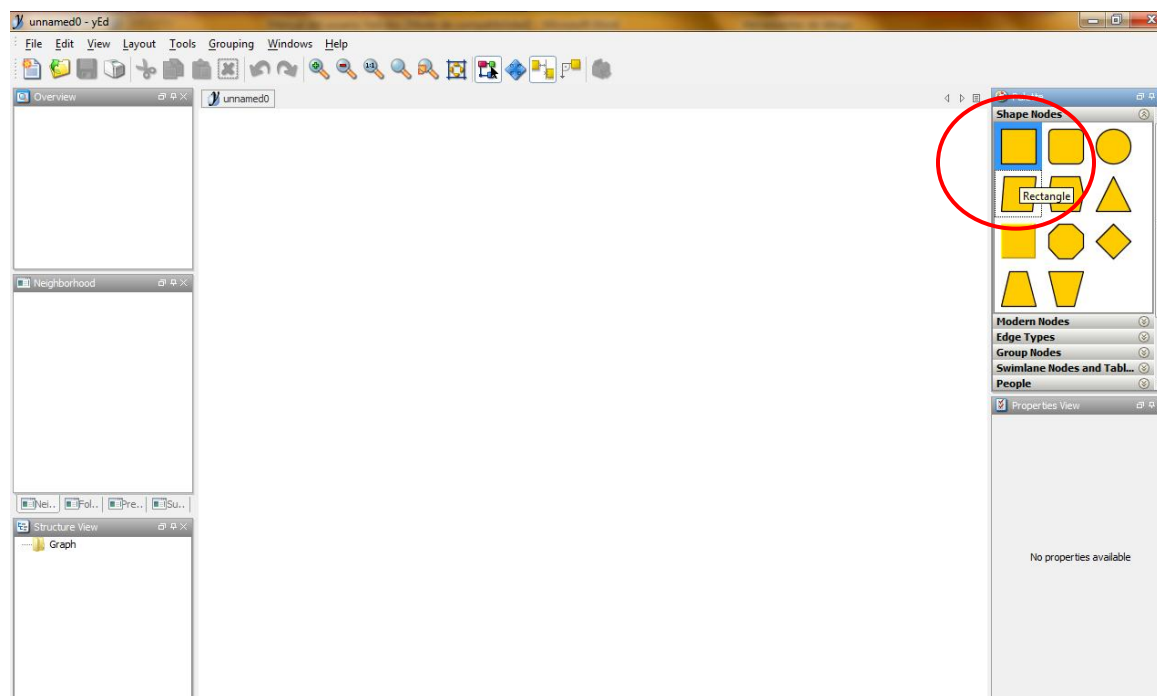 unnamed0 - yEd
File Edit View Layout Tools Grouping Windows Help
1:1
Overview
unnamed0
Shape Nodes
Rectangle
Neighborhood
Modern Nodes
Edge Types
Group Nodes
Swimlane Nodes and Tabl...
People
Properties View
Nei.. Fol.. Pre.. Su..
Structure View
Graph
No properties available